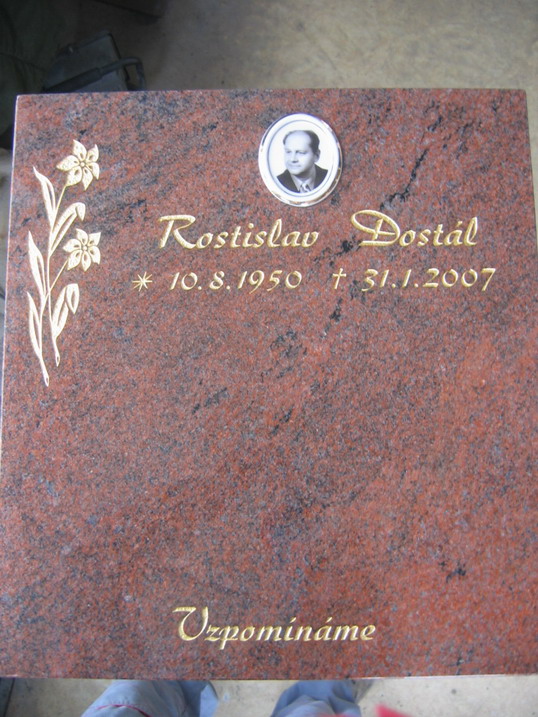 Rostislav Dostál
* 10.8.1950 † 31.1.2007
Vzpomínáme